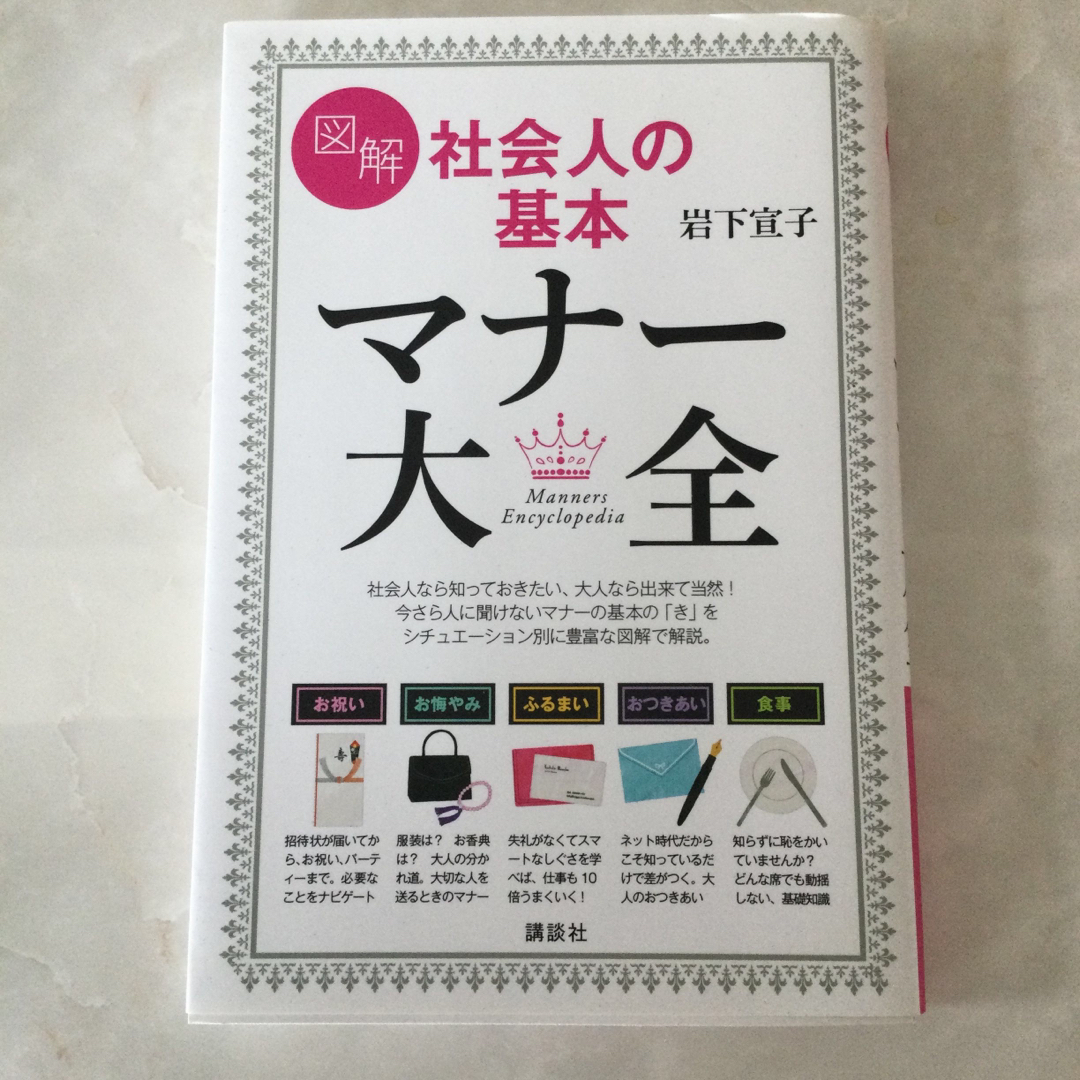 図解
社会人の
基本
岩下宣子
マナー
大全
Manners
Encyclopedia
社会人なら知っておきたい、大人なら出来て当然！
今さら人に聞けないマナーの基本の「き」を
シチュエーション別に豊富な図解で解説。
お祝い
お悔やみ
ふるまい
おつきあい
食事
寿
招待状が届いてか
ら、お祝い、パーテ
ィーまで。必要な
ことをナビゲート
服装は？　お香典
は？　大人の分か
れ道。大切な人を
送るときのマナー
失礼がなくてスマ
ートなしぐさを学
べば、仕事も10
倍うまくいく！
ネット時代だから
こそ知っているだ
けで差がつく。大
人のおつきあい
知らずに恥をかい
ていませんか？
どんな席でも動揺
しない、基礎知識
講談社